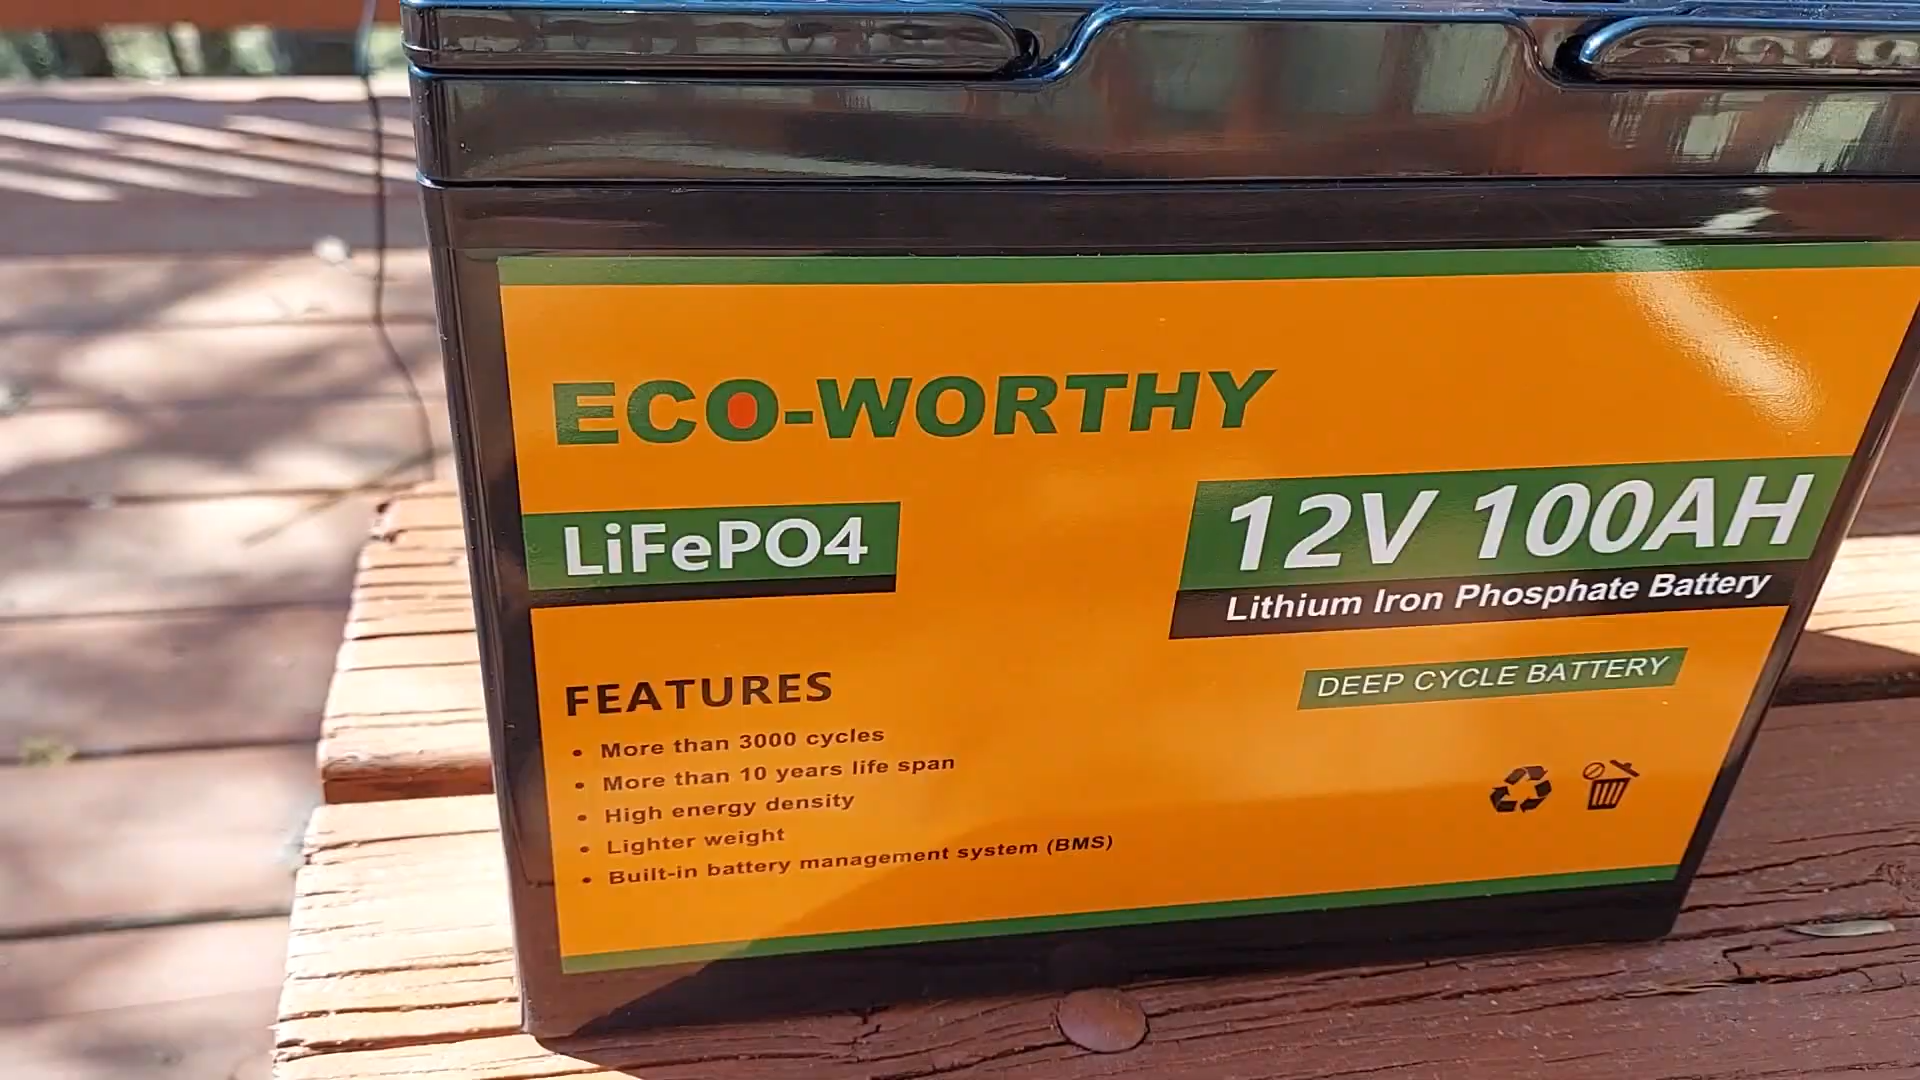 ECO-WORTHY
LiFePO4
12V 100AH
Lithium Iron Phosphate Battery
DEEP CYCLE BATTERY
FEATURES
• More than 3000 cycles
• More than 10 years life span
• High energy density
• Lighter weight
• Built-in battery management system (BMS)